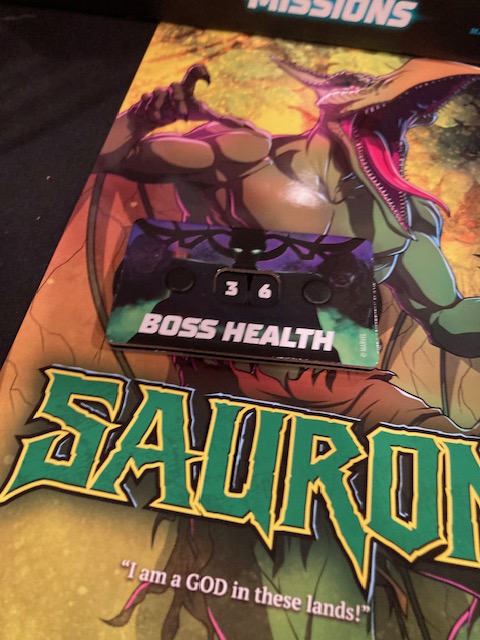 MISSIONS
3 6
BOSS HEALTH
SAURON
"I am a GOD in these lands!"